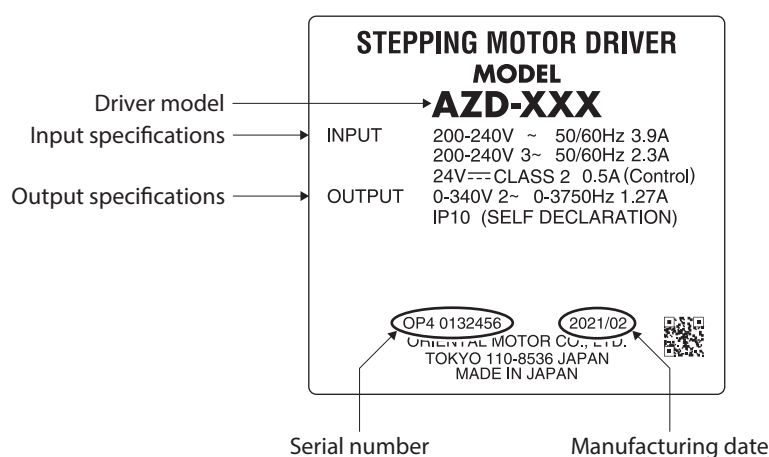 STEPPING MOTOR DRIVER
MODEL
Driver model
AZD-XXX
Input specifications
INPUT
200-240V ~ 50/60Hz 3.9A
200-240V 3~ 50/60Hz 2.3A
24V⎓CLASS 2 0.5A (Control)
Output specifications
OUTPUT
0-340V 2~ 0-3750Hz 1.27A
IP10 (SELF DECLARATION)
OP4 0132456
2021/02
ORIENTAL MOTOR CO., LTD.
TOKYO 110-8536 JAPAN
MADE IN JAPAN
Serial number
Manufacturing date